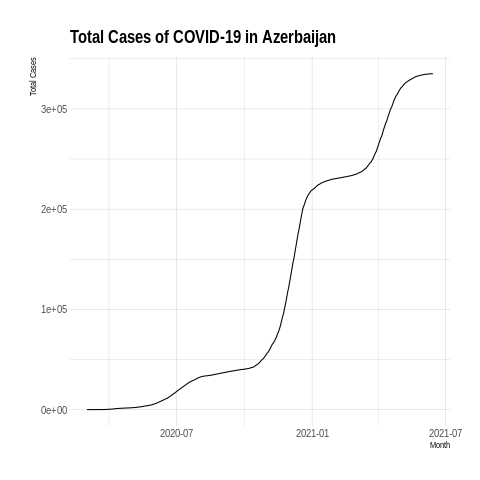 Total Cases of COVID-19 in Azerbaijan
Total Cases
3e+05
2e+05
1e+05
0e+00
2020-07 2021-01 2021-07
Month